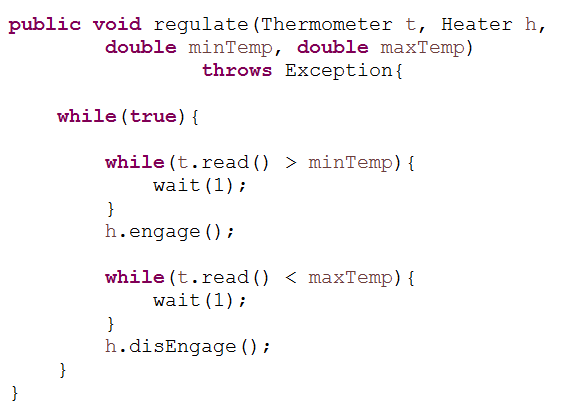 public void regulate(Thermometer t, Heater h,
double minTemp, double maxTemp)
throws Exception{
while(true){
while(t.read() > minTemp){
wait(1);
}
h.engage();
while(t.read() < maxTemp){
wait(1);
}
h.disEngage();
}
}